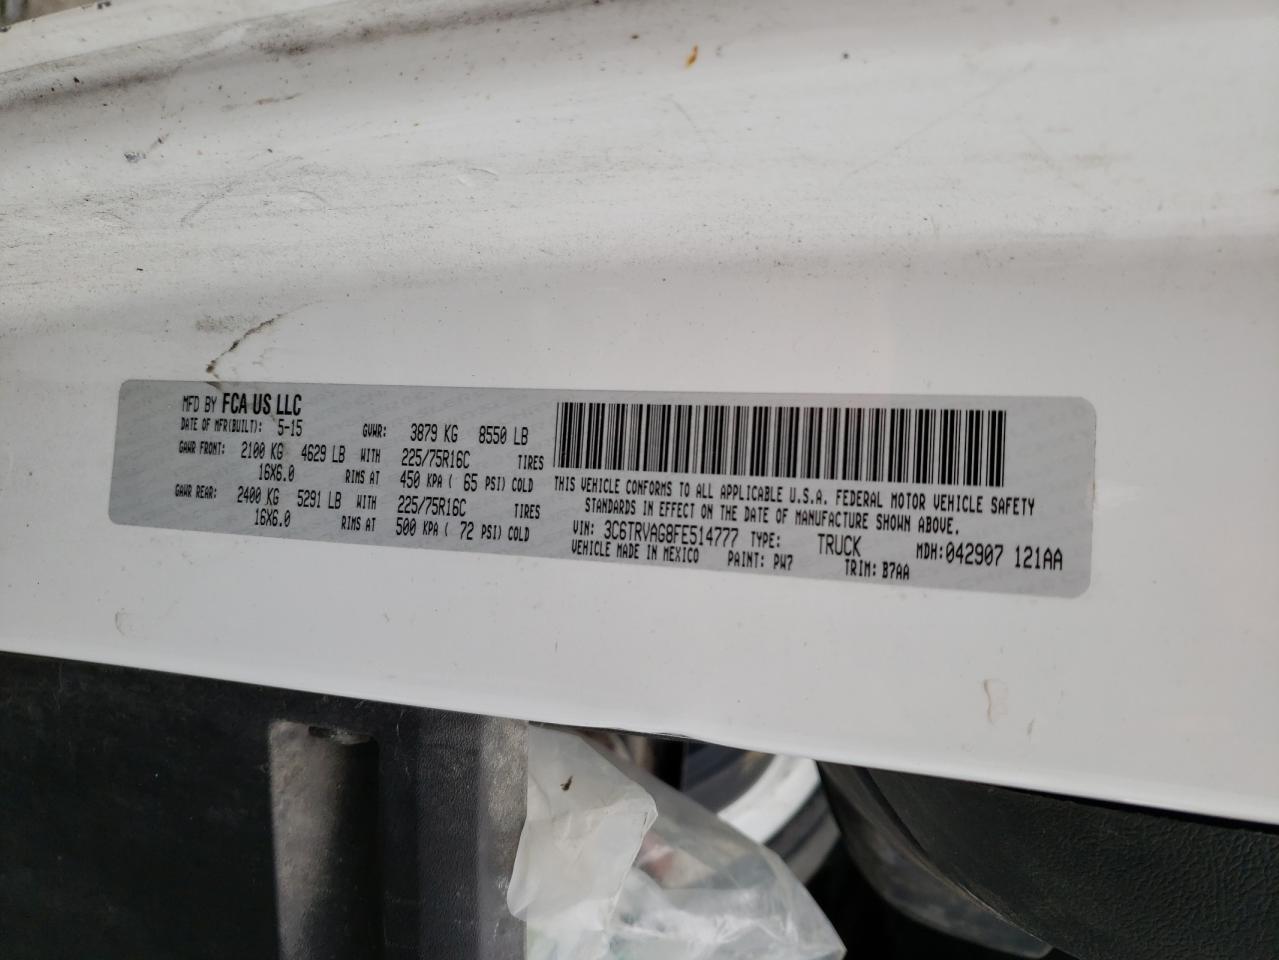 MFD BY FCA US LLC
DATE OF MFR(BUILT): 5-15 GVWR: 3879 KG 8550 LB
GAWR FRONT: 2100 KG 4629 LB WITH 225/75R16C TIRES
16X6.0 RIMS AT 450 KPA ( 65 PSI) COLD
GAWR REAR: 2400 KG 5291 LB WITH 225/75R16C TIRES
16X6.0 RIMS AT 500 KPA ( 72 PSI) COLD
THIS VEHICLE CONFORMS TO ALL APPLICABLE U.S.A. FEDERAL MOTOR VEHICLE SAFETY
STANDARDS IN EFFECT ON THE DATE OF MANUFACTURE SHOWN ABOVE.
VIN: 3C6TRVAG8FE514777 TYPE: TRUCK MDH:042907 121AA
VEHICLE MADE IN MEXICO PAINT: PW7 TRIM: B7AA